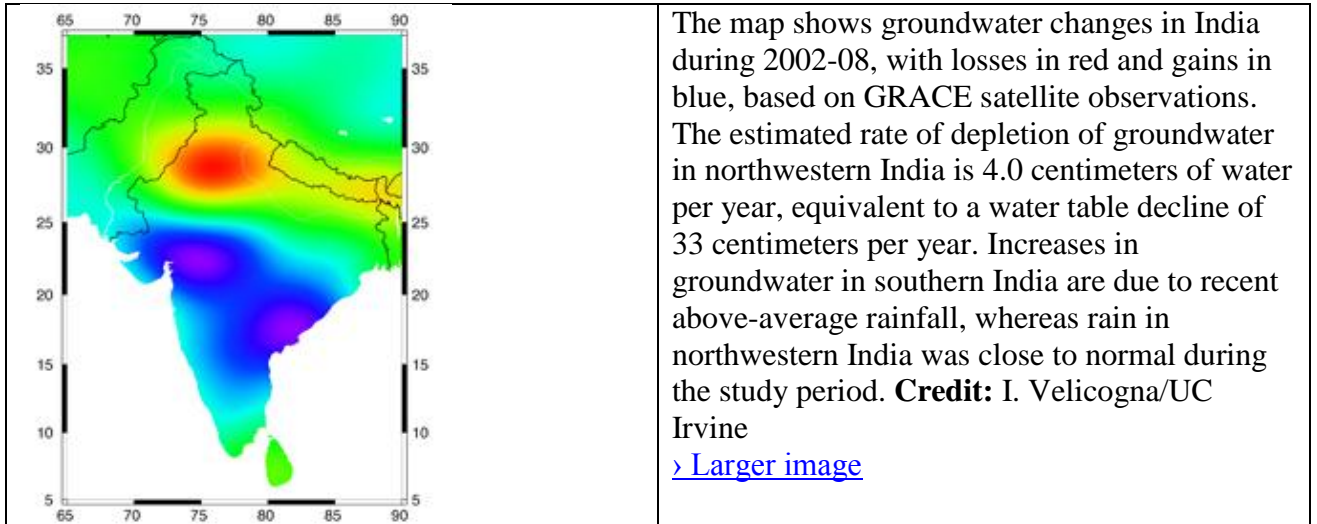 65 70 75 80 85 90
35 35
30 30
25 25
20 20
15 15
10 10
5 5
65 70 75 80 85 90
The map shows groundwater changes in India
during 2002-08, with losses in red and gains in
blue, based on GRACE satellite observations.
The estimated rate of depletion of groundwater
in northwestern India is 4.0 centimeters of water
per year, equivalent to a water table decline of
33 centimeters per year. Increases in
groundwater in southern India are due to recent
above-average rainfall, whereas rain in
northwestern India was close to normal during
the study period. Credit: I. Velicogna/UC
Irvine
› Larger image